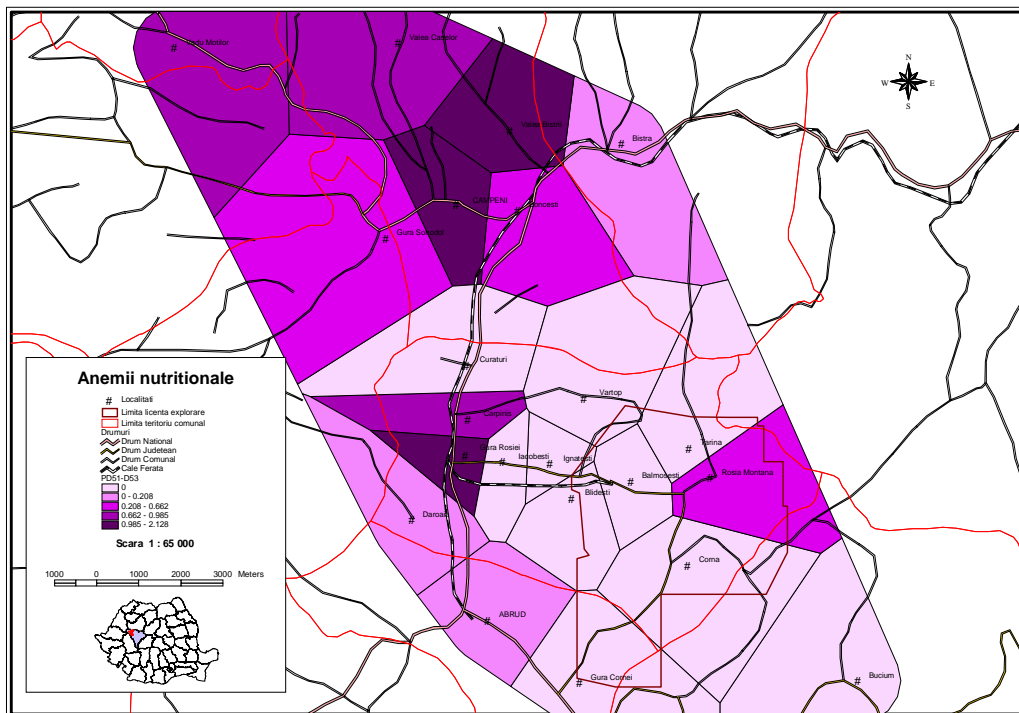 Vadu Motilor
Valea Caselor
N
W E
S
Valea Bistrii
Bistra
CAMPENI
Gura Sohodol
Curaturi
Vartop
Carpinis
Gura Rosiei
Iacobesti
Ignatesti
Tarina
Balmosesti
Rosia Montana
Blidesti
Daroaia
Corna
ABRUD
Gura Cornei
Bucium
Anemii nutritionale
# Localitati
Limita licenta explorare
Limita teritoriu comunal
Drumuri
Drum National
Drum Judetean
Drum Comunal
Cale Ferata
PD51-D53
0
0 - 0.208
0.208 - 0.662
0.662 - 0.985
0.985 - 2.128
Scara 1 : 65 000
1000 0 1000 2000 3000 Meters